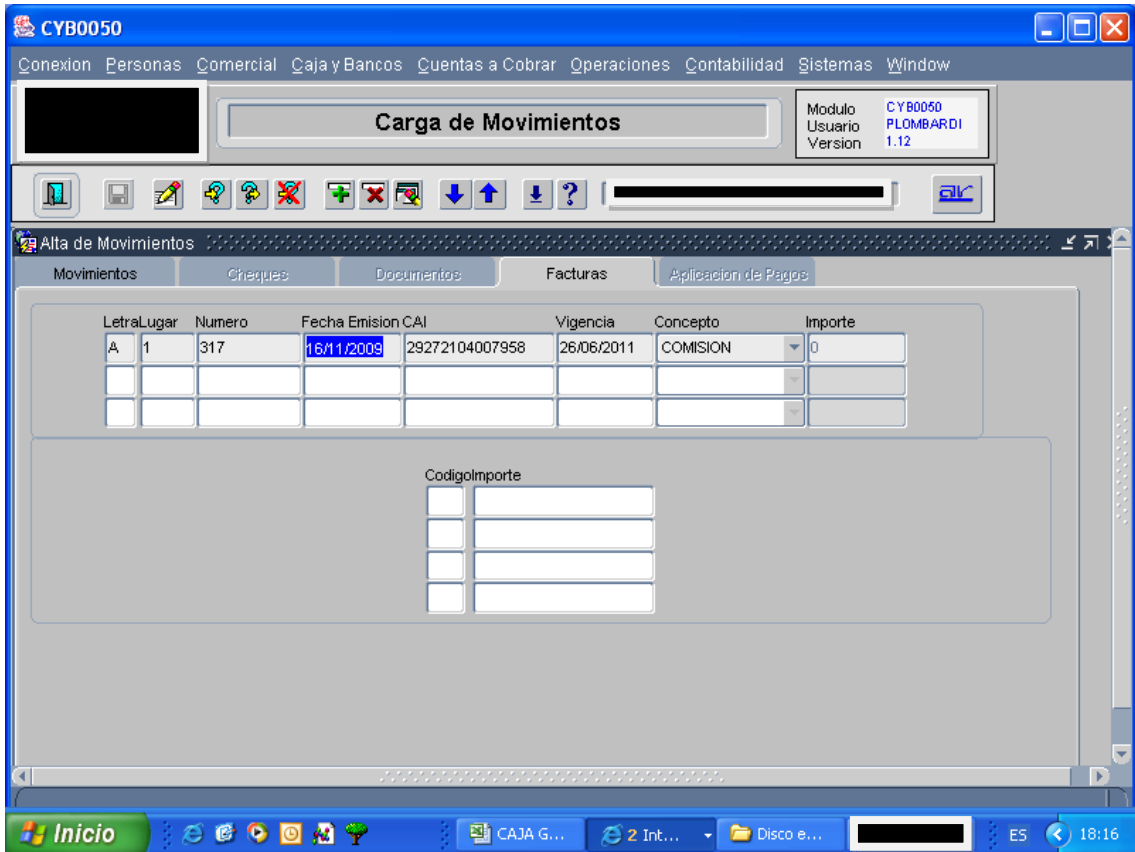 CYB0050
Conexion Personas Comercial Caja y Bancos Cuentas a Cobrar Operaciones Contabilidad Sistemas Window
Carga de Movimientos
Modulo CYB0050
Usuario PLOMBARDI
Version 1.12
Alta de Movimientos
Movimientos Cheques Documentos Facturas Aplicacion de Pagos
Letra Lugar Numero Fecha Emision CAI Vigencia Concepto Importe
A 1 317 16/11/2009 29272104007958 26/06/2011 COMISION 0
Codigo Importe
Inicio CAJA G... 2 Int... Disco e... ES 18:16